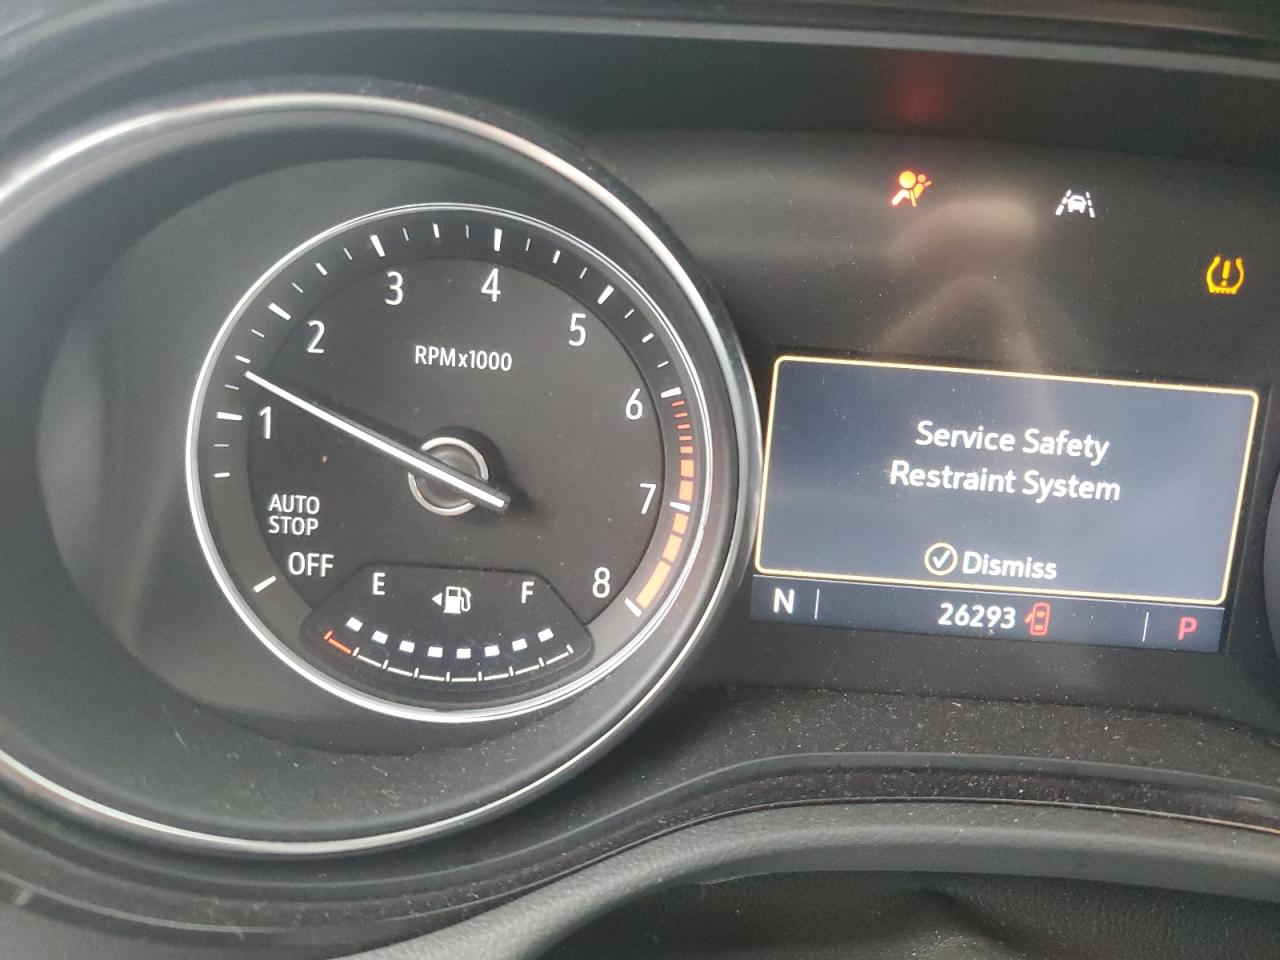 1
2
3
4
5
6
7
8
RPMx1000
AUTO
STOP
OFF
E
F
Service Safety
Restraint System
Dismiss
N
26293
P